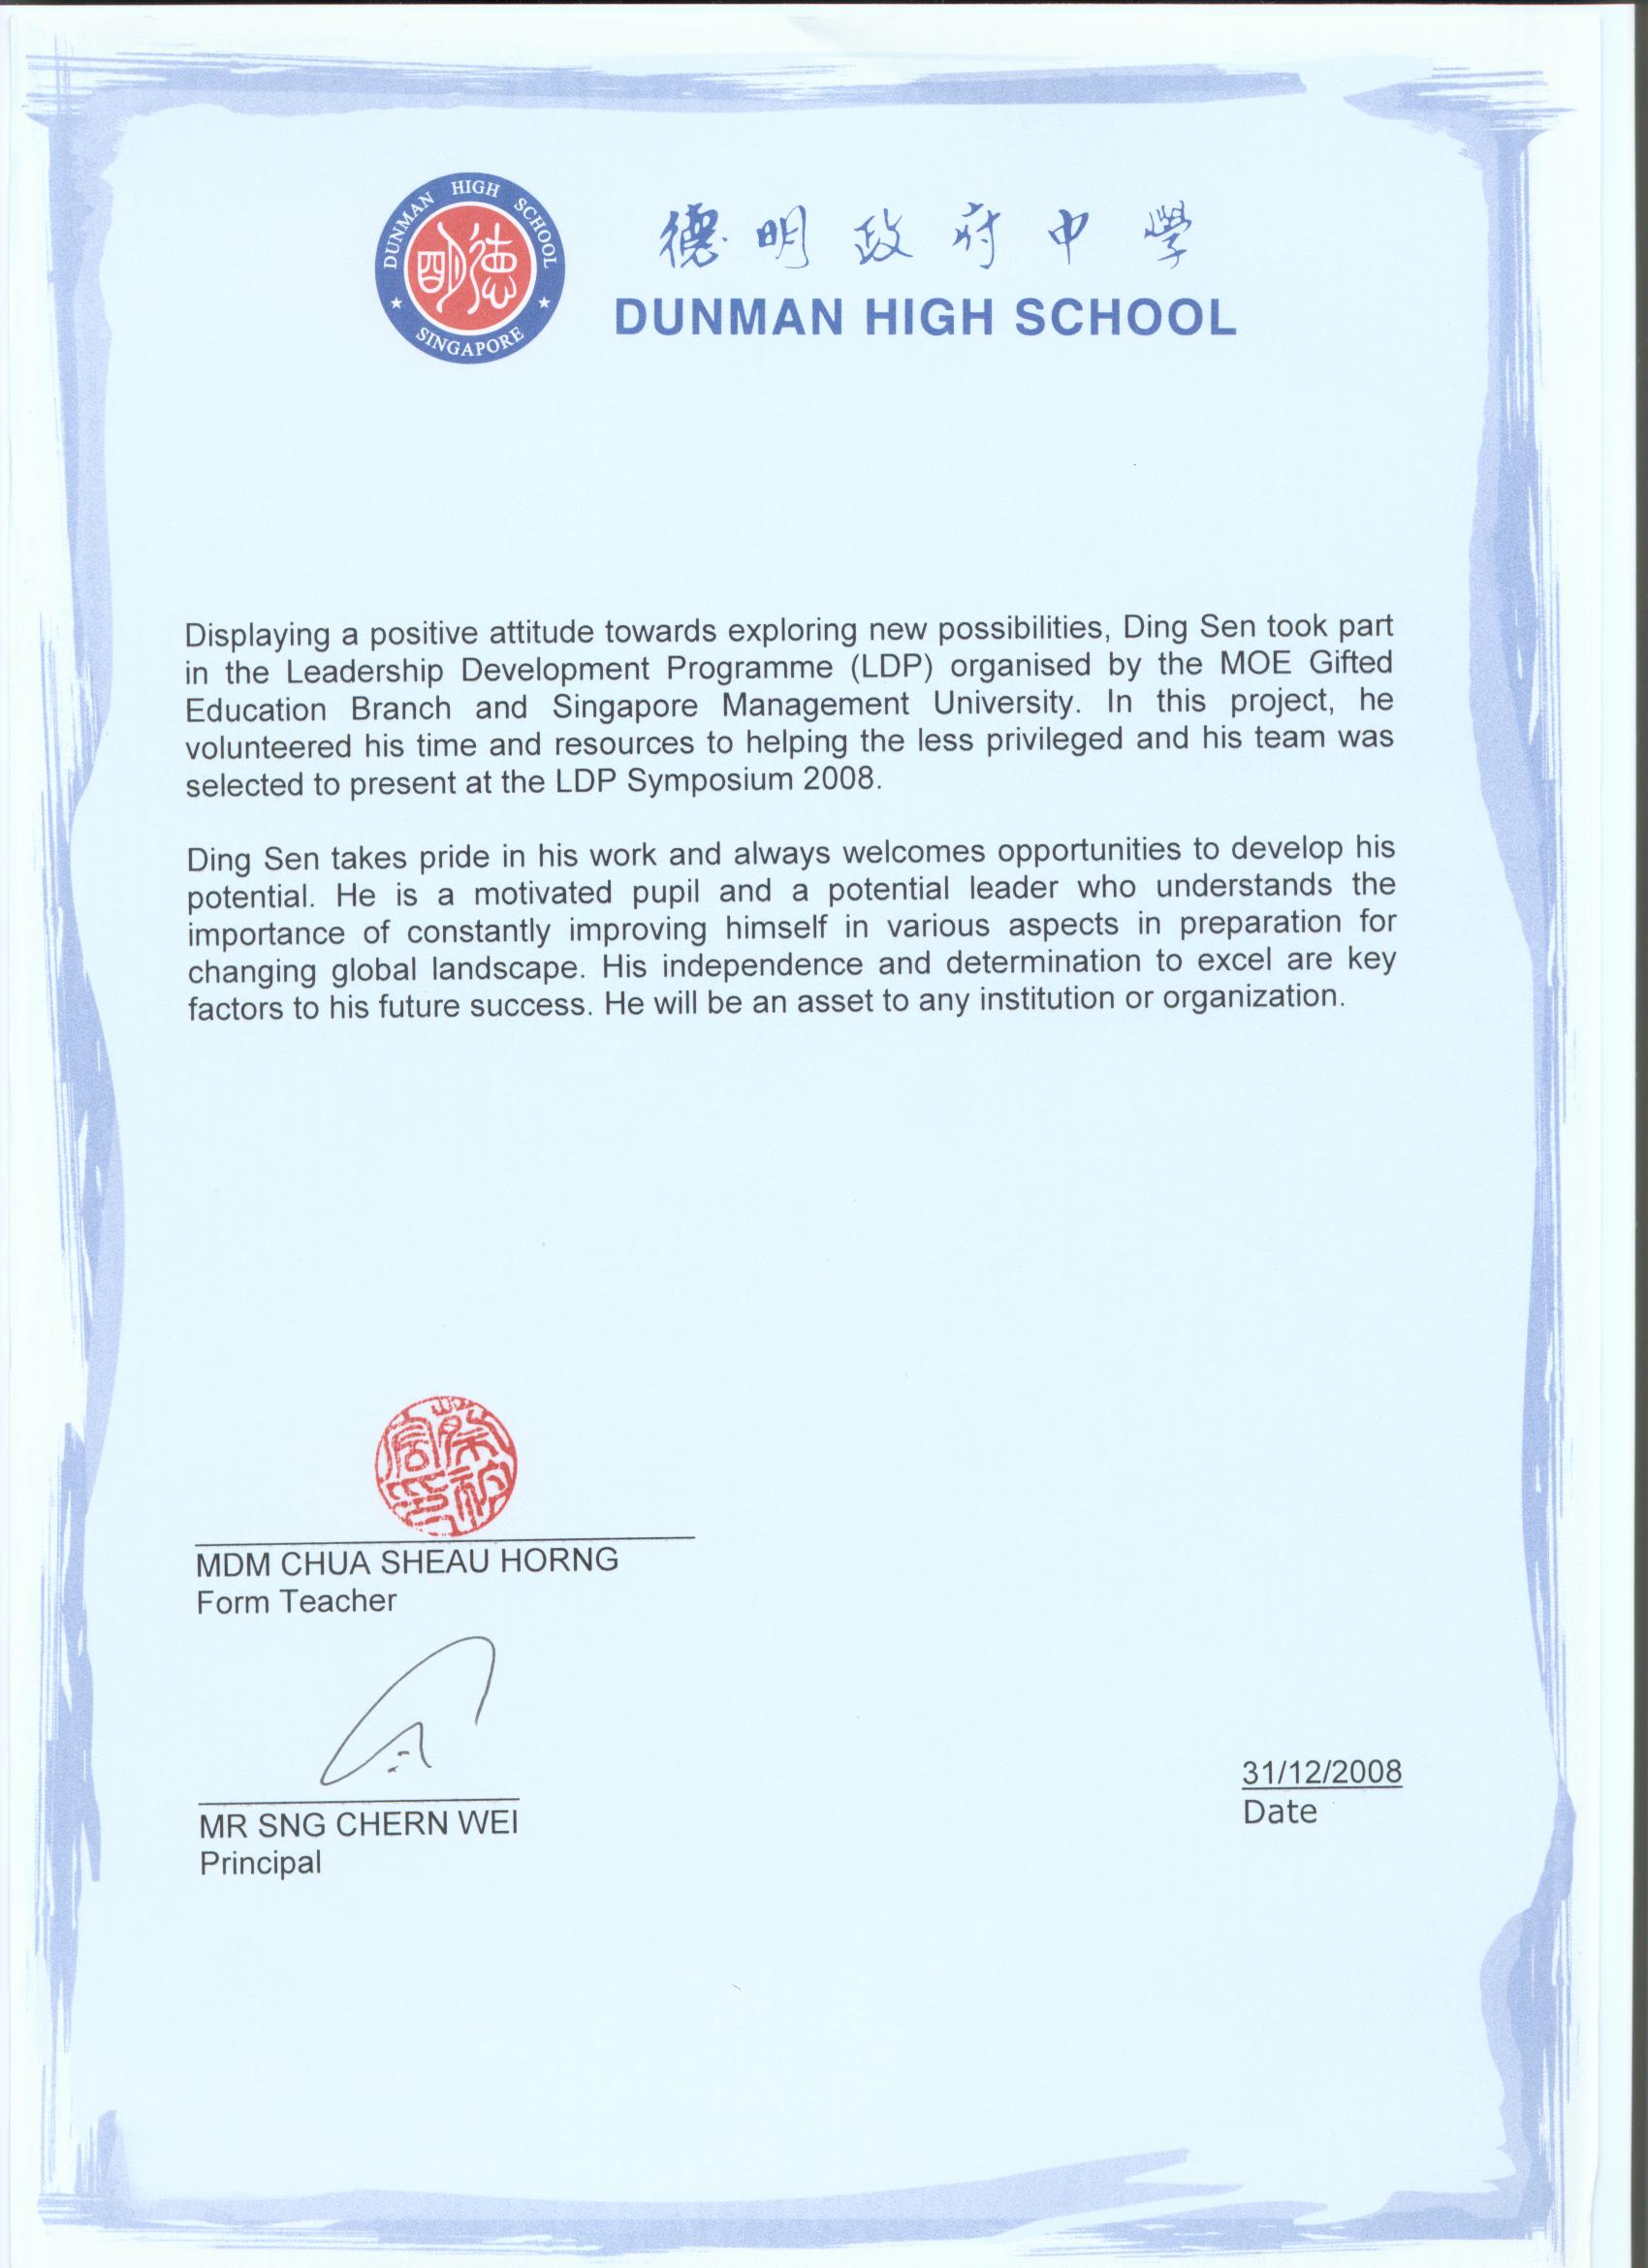 DUNMAN HIGH SCHOOL
SINGAPORE
德明政府中學
DUNMAN HIGH SCHOOL
Displaying a positive attitude towards exploring new possibilities, Ding Sen took part
in the Leadership Development Programme (LDP) organised by the MOE Gifted
Education Branch and Singapore Management University. In this project, he
volunteered his time and resources to helping the less privileged and his team was
selected to present at the LDP Symposium 2008.
Ding Sen takes pride in his work and always welcomes opportunities to develop his
potential. He is a motivated pupil and a potential leader who understands the
importance of constantly improving himself in various aspects in preparation for
changing global landscape. His independence and determination to excel are key
factors to his future success. He will be an asset to any institution or organization.
MDM CHUA SHEAU HORNG
Form Teacher
MR SNG CHERN WEI
Principal
31/12/2008
Date